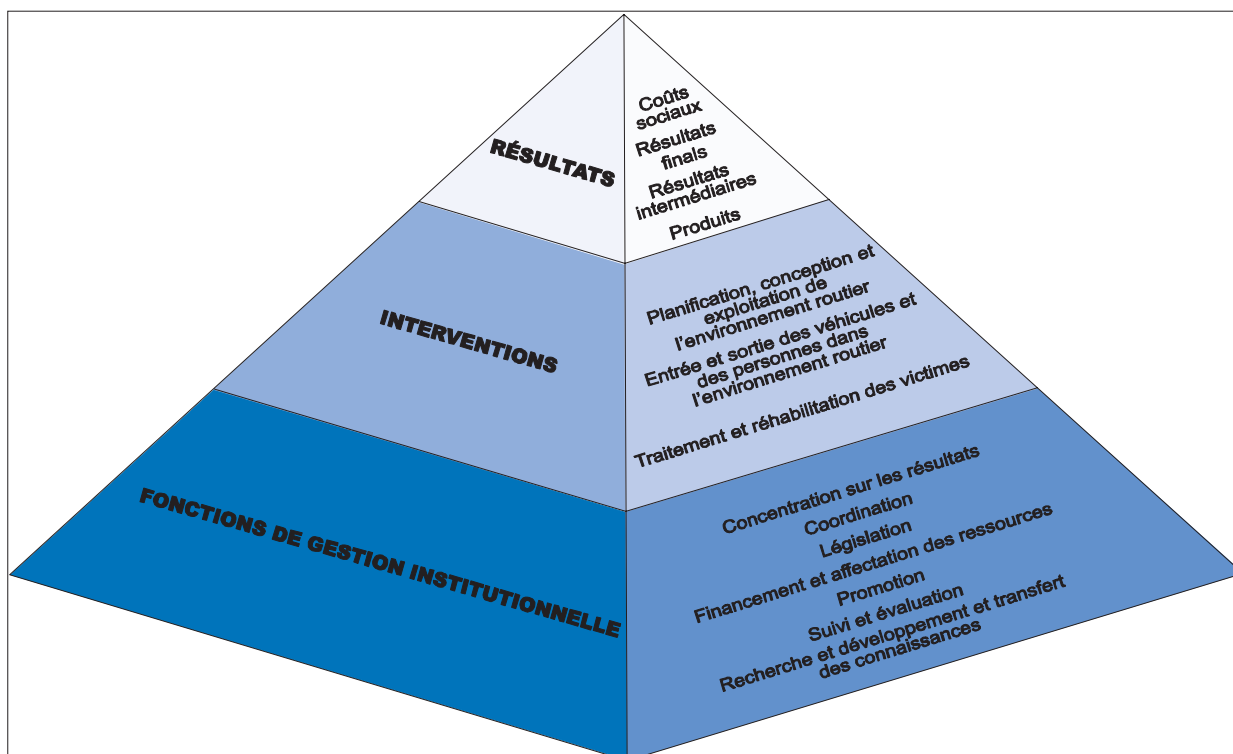 RÉSULTATS
Coûts
sociaux
Résultats
finals
Résultats
intermédiaires
Produits
INTERVENTIONS
Planification, conception et
exploitation de
l'environnement routier
Entrée et sortie des véhicules et
des personnes dans
l'environnement routier
Traitement et réhabilitation des victimes
FONCTIONS DE GESTION INSTITUTIONNELLE
Concentration sur les résultats
Coordination
Législation
Financement et affectation des ressources
Promotion
Suivi et évaluation
Recherche et développement et transfert
des connaissances